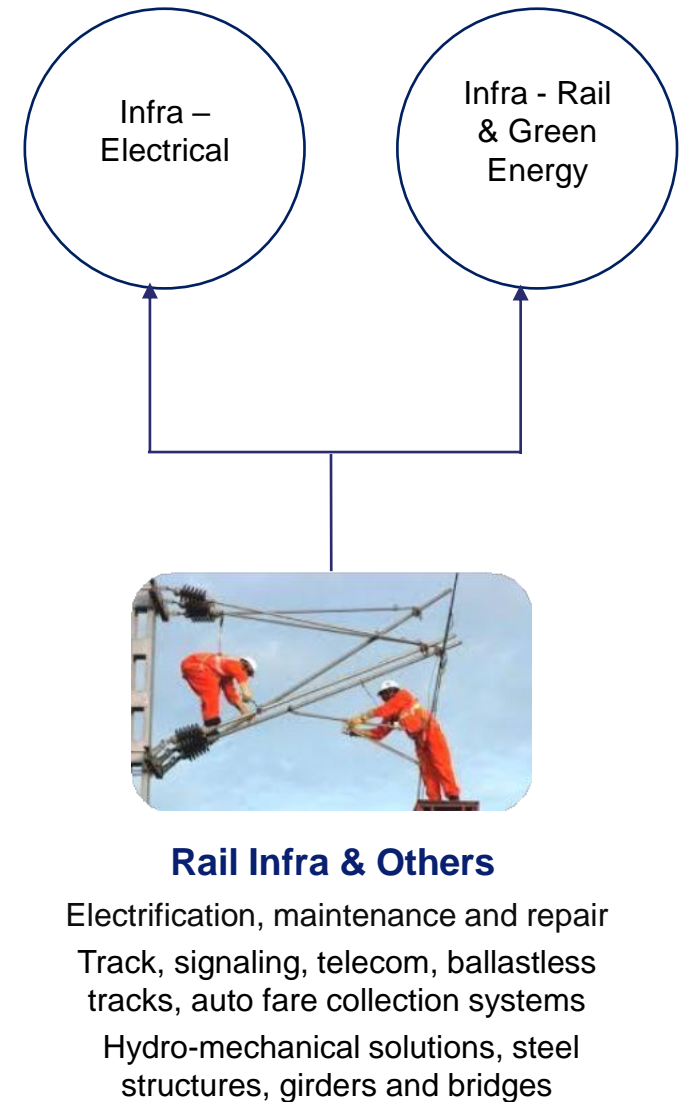 Infra –
Electrical
Infra - Rail
& Green
Energy
Rail Infra & Others
Electrification, maintenance and repair
Track, signaling, telecom, ballastless
tracks, auto fare collection systems
Hydro-mechanical solutions, steel
structures, girders and bridges